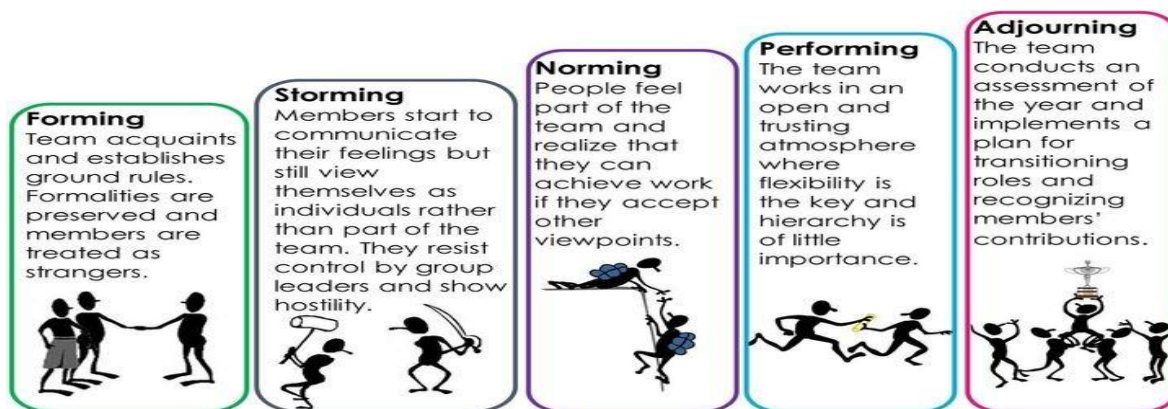 Forming
Team acquaints
and establishes
ground rules.
Formalities are
preserved and
members are
treated as
strangers.
Storming
Members start to
communicate
their feelings but
still view
themselves as
individuals rather
than part of the
team. They resist
control by group
leaders and show
hostility.
Norming
People feel
part of the
team and
realize that
they can
achieve work
if they accept
other
viewpoints.
Performing
The team
works in an
open and
trusting
atmosphere
where
flexibility is
the key and
hierarchy is
of little
importance.
Adjourning
The team
conducts an
assessment of
the year and
implements a
plan for
transitioning
roles and
recognizing
members'
contributions.